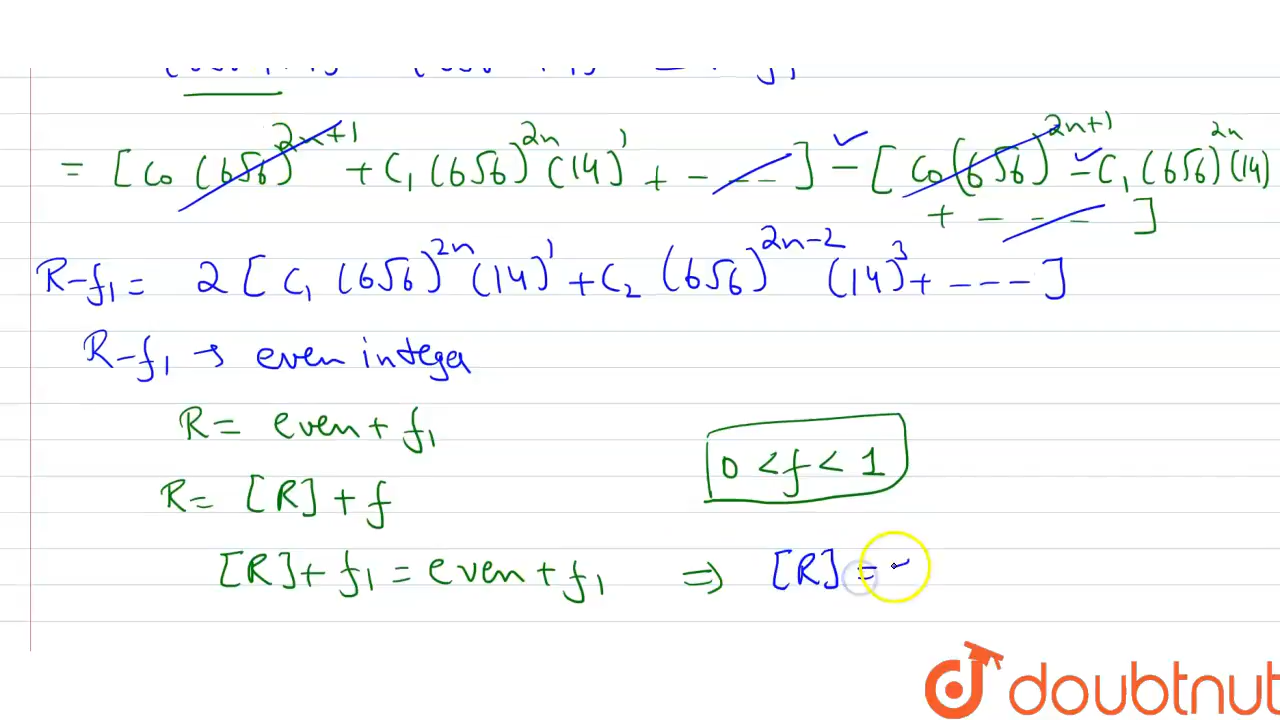 = [C0 (6√6)^2n+1 + C1 (6√6)^2n (14)^1 + - - - ] - [C0 (6√6)^2n+1 - C1 (6√6)^2n (14)
+ - - - ]
R-f1 = 2 [C1 (6√6)^2n (14)^1 + C2 (6√6)^2n-2 (14)^3 + - - - ]
R-f1 → even integer
R = even + f1
0 < f < 1
R = [R] + f
[R] + f1 = even + f1 ⇒ [R] =
doubtnut